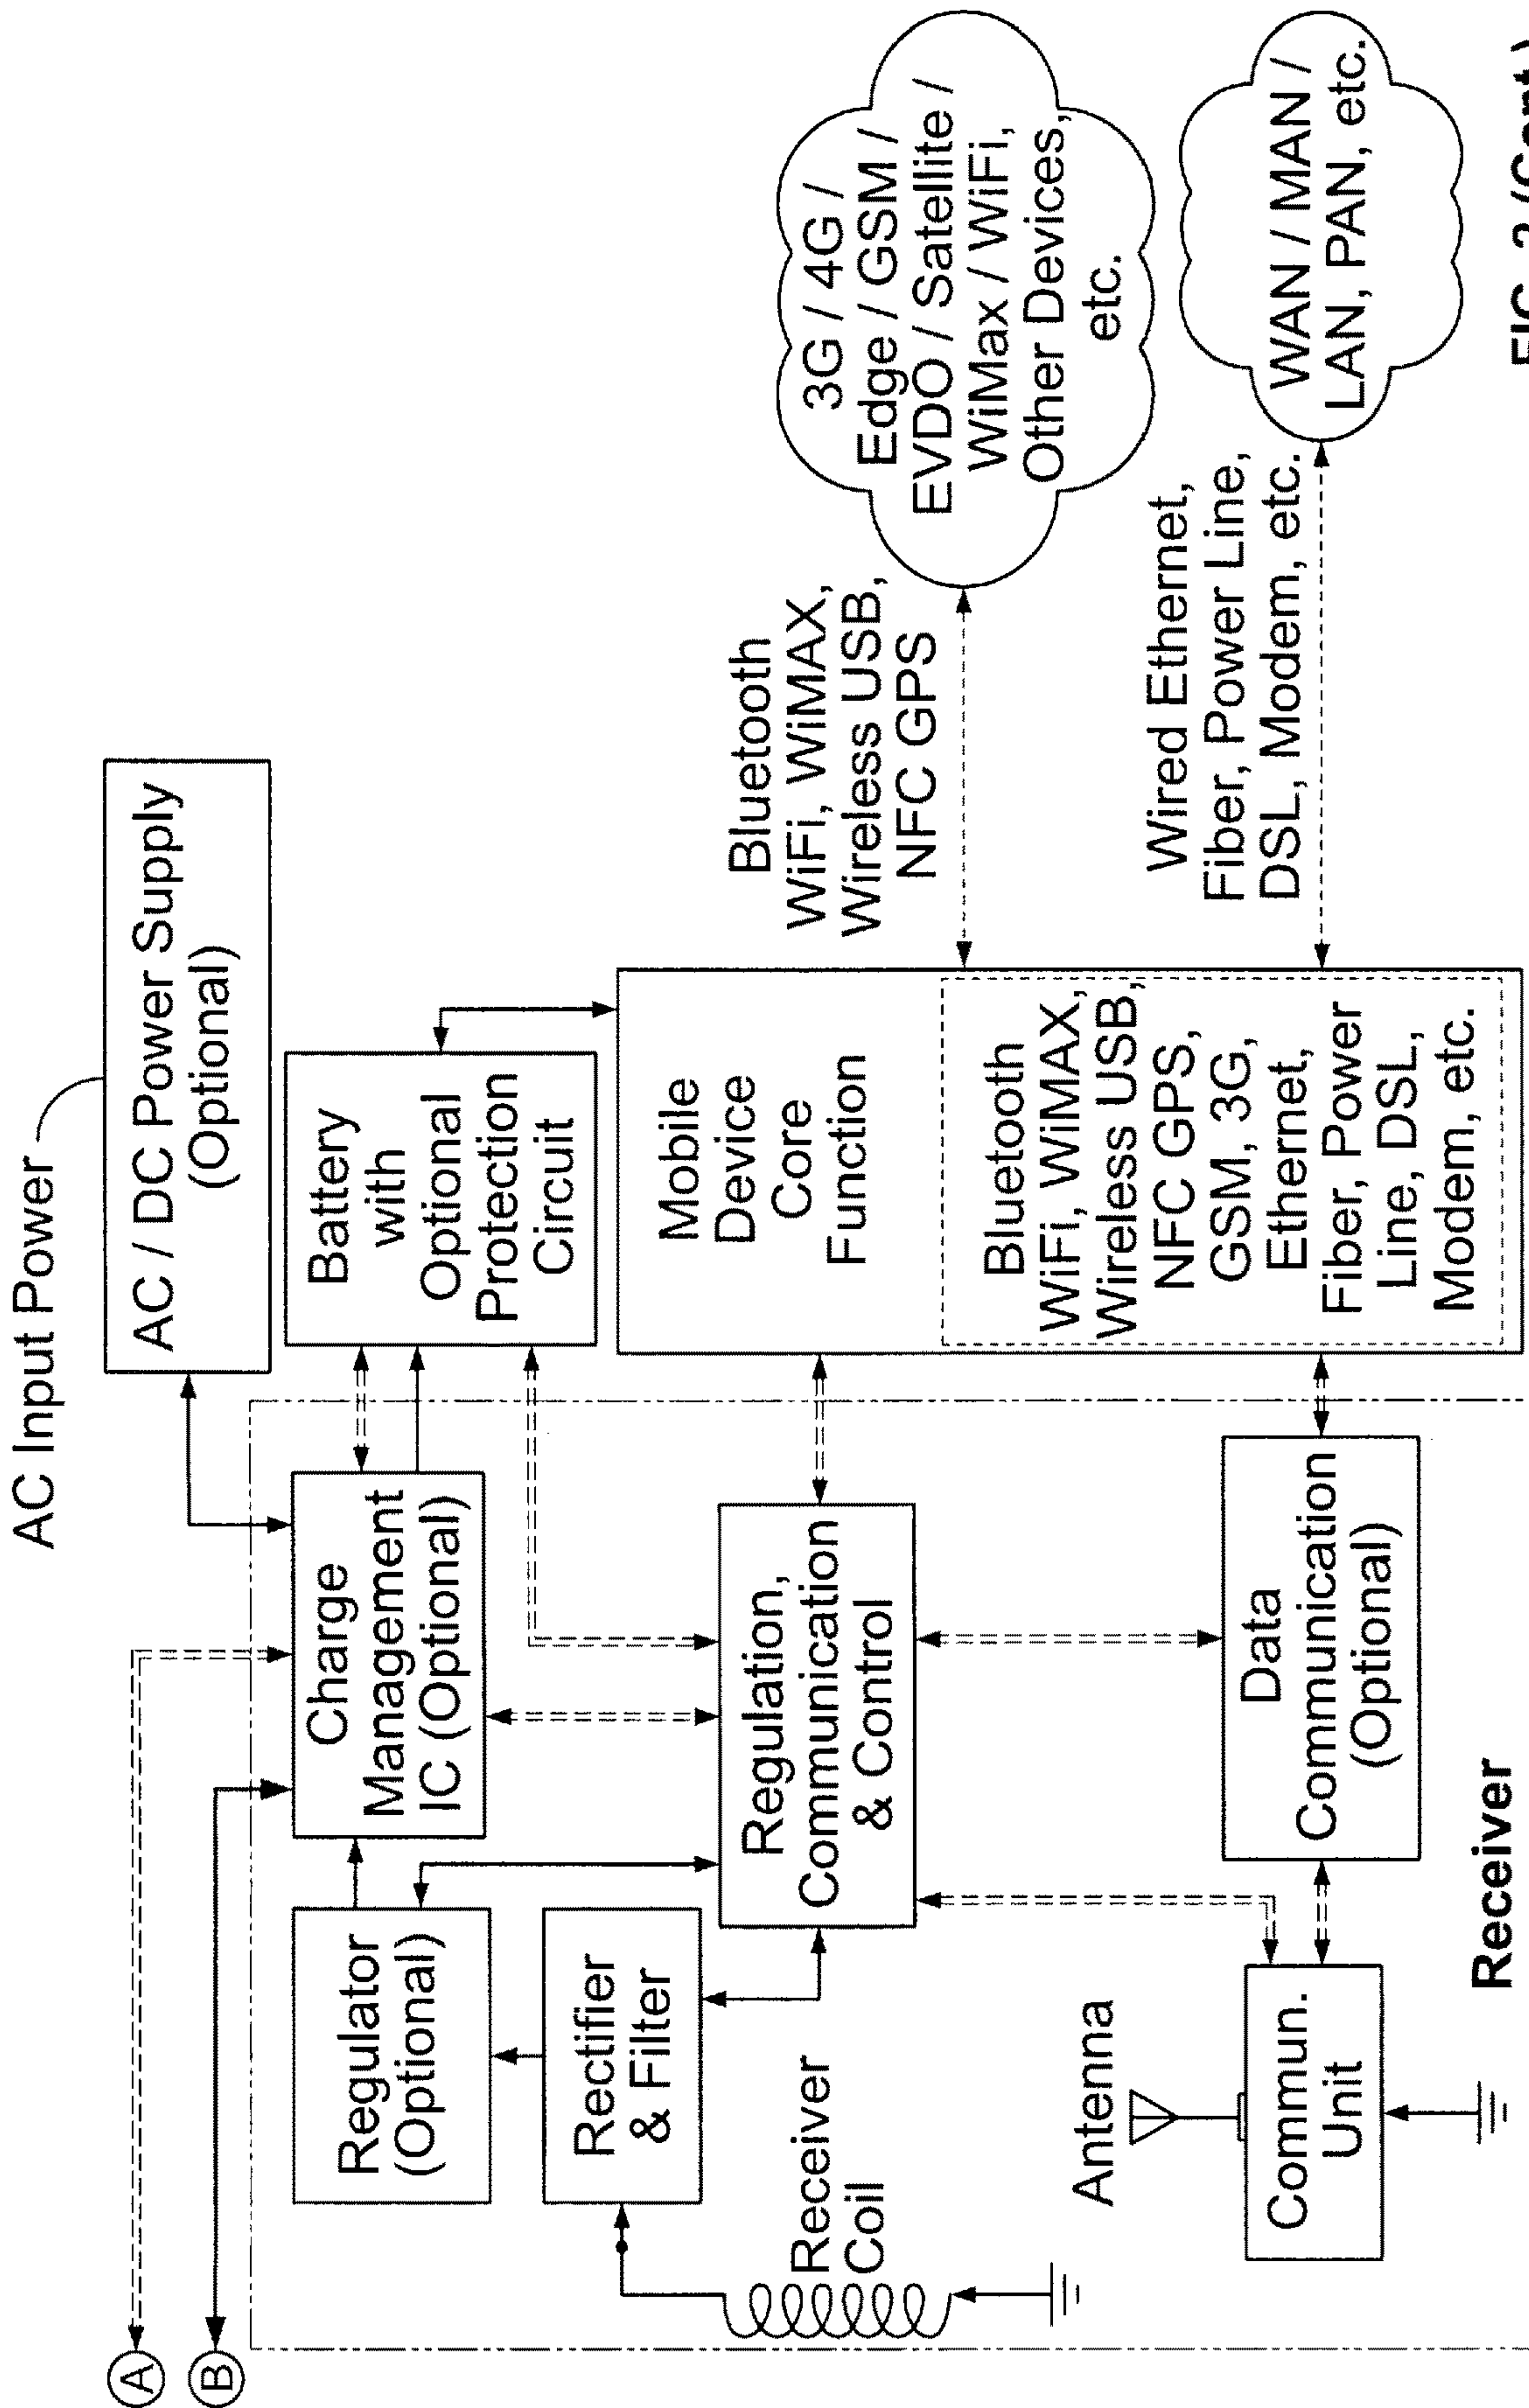 AC Input Power
AC / DC Power Supply
(Optional)
A
B
Regulator
(Optional)
Charge
Management
IC (Optional)
Battery
with
Optional
Protection
Circuit
Rectifier
& Filter
Receiver
Coil
Regulation,
Communication
& Control
Mobile
Device
Core
Function
Bluetooth
WiFi, WiMAX,
Wireless USB,
NFC GPS,
GSM, 3G,
Ethernet,
Fiber, Power
Line, DSL,
Modem, etc.
Bluetooth
WiFi, WiMAX,
Wireless USB,
NFC GPS
3G / 4G /
Edge / GSM /
EVDO / Satellite /
WiMax / WiFi,
Other Devices,
etc.
Wired Ethernet,
Fiber, Power Line,
DSL, Modem, etc.
WAN / MAN /
LAN, PAN, etc.
Antenna
Commun.
Unit
Data
Communication
(Optional)
Receiver
FIG. 2 (Cont.)